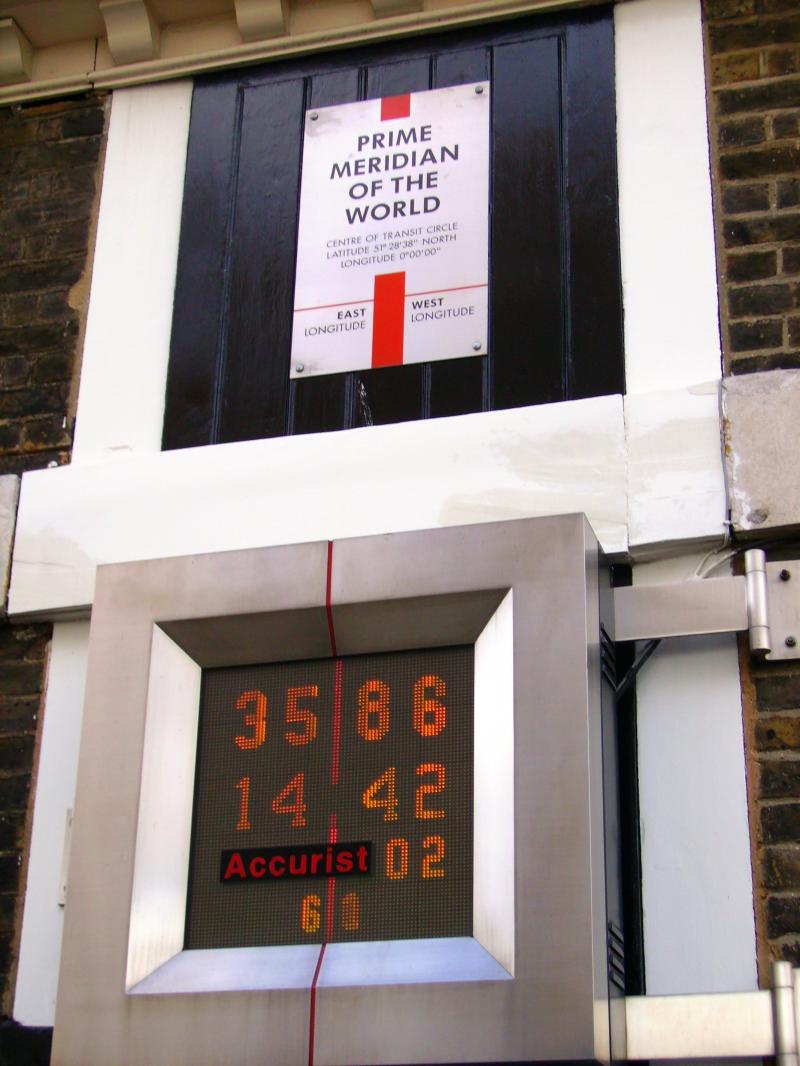 PRIME
MERIDIAN
OF THE
WORLD
CENTRE OF TRANSIT CIRCLE
LATITUDE 51° 28'38" NORTH
LONGITUDE 0°00'00"
EAST
LONGITUDE
WEST
LONGITUDE
35 86
14 42
Accurist 02
60